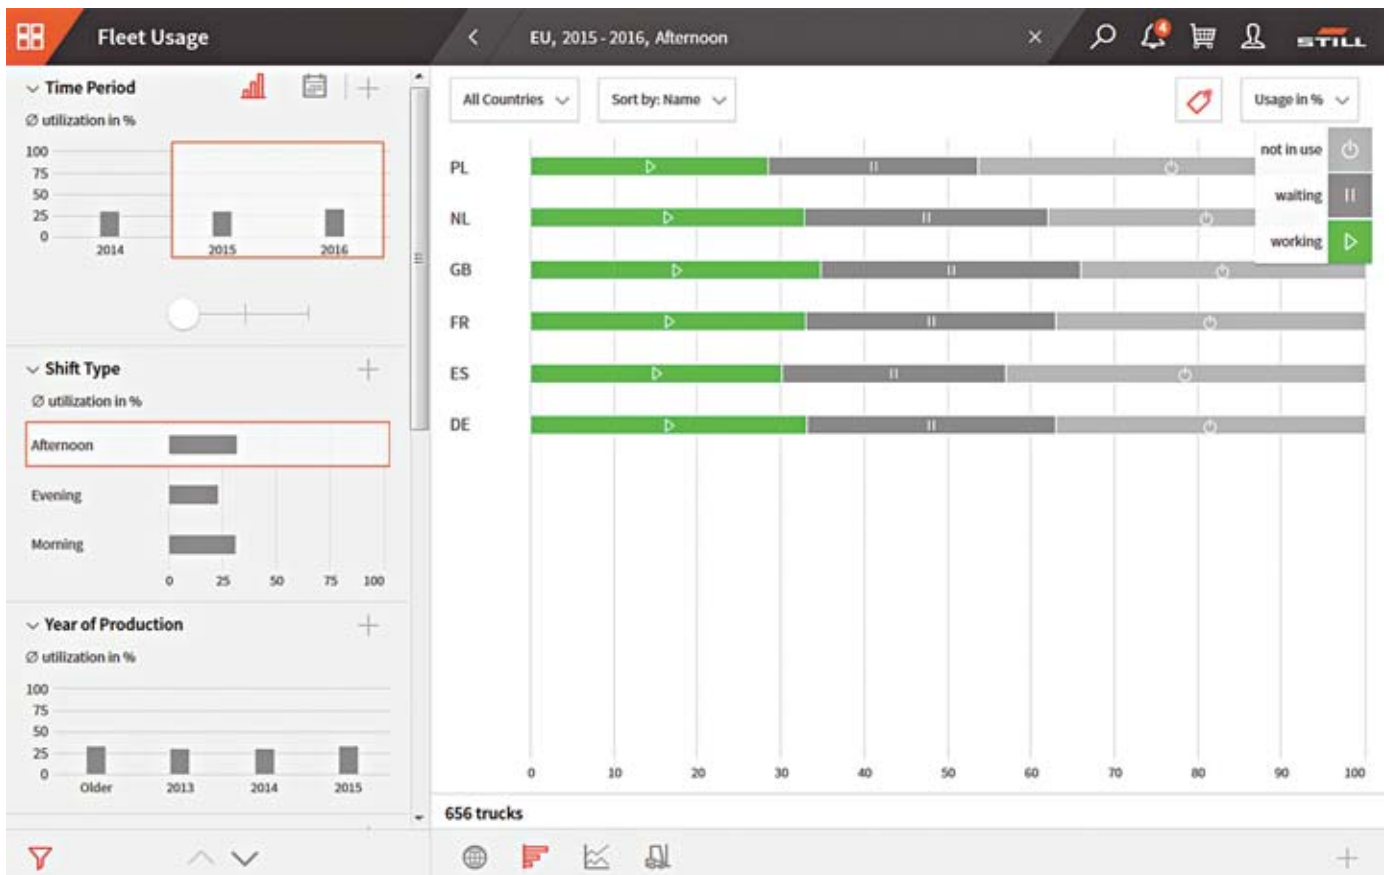 Fleet Usage
EU, 2015 - 2016, Afternoon
4
STILL
Time Period
Ø utilization in %
100
75
50
25
0
2014
2015
2016
Shift Type
Ø utilization in %
Afternoon
Evening
Morning
0 25 50 75 100
Year of Production
Ø utilization in %
100
75
50
25
0
Older 2013 2014 2015
All Countries
Sort by: Name
Usage in %
not in use
waiting
working
PL
NL
GB
FR
ES
DE
0 10 20 30 40 50 60 70 80 90 100
656 trucks